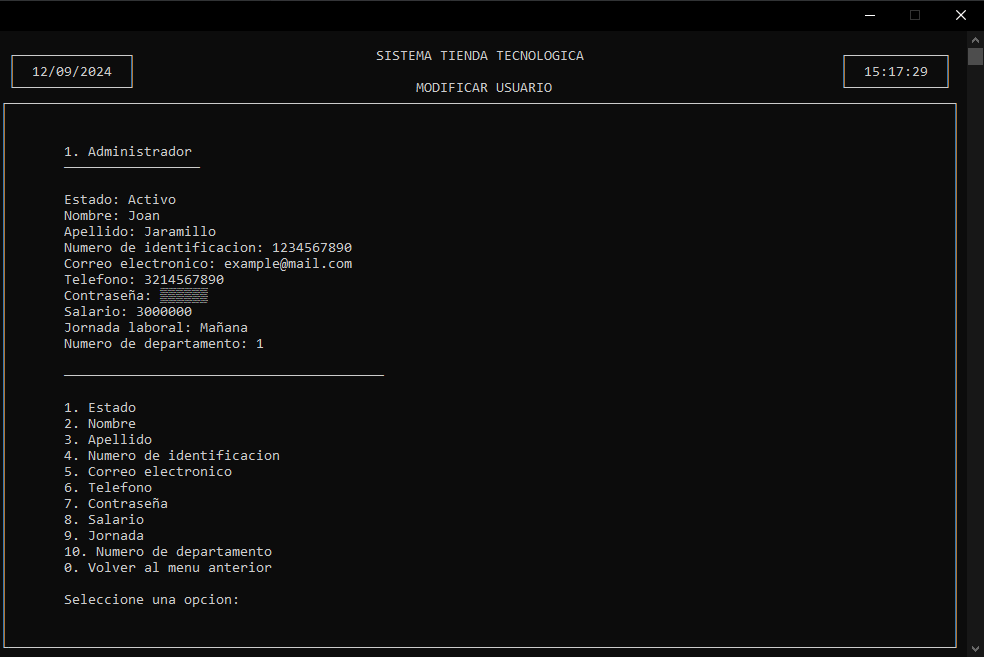 SISTEMA TIENDA TECNOLOGICA
12/09/2024
15:17:29
MODIFICAR USUARIO
1. Administrador
Estado: Activo
Nombre: Joan
Apellido: Jaramillo
Numero de identificacion: 1234567890
Correo electronico: example@mail.com
Telefono: 3214567890
Contraseña: ▒▒▒▒▒▒
Salario: 3000000
Jornada laboral: Mañana
Numero de departamento: 1
1. Estado
2. Nombre
3. Apellido
4. Numero de identificacion
5. Correo electronico
6. Telefono
7. Contraseña
8. Salario
9. Jornada
10. Numero de departamento
0. Volver al menu anterior
Seleccione una opcion: